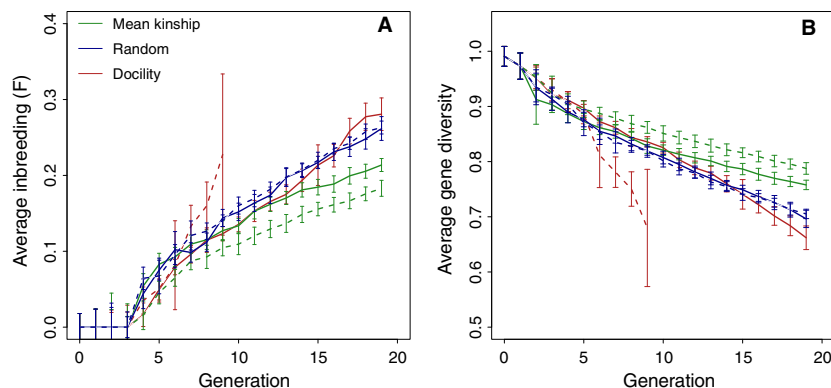 A
Mean kinship
Random
Docility
Average inbreeding (F)
0.4
0.3
0.2
0.1
0.0
0 5 10 15 20
Generation
B
Average gene diversity
1.0
0.9
0.8
0.7
0.6
0.5
0 5 10 15 20
Generation